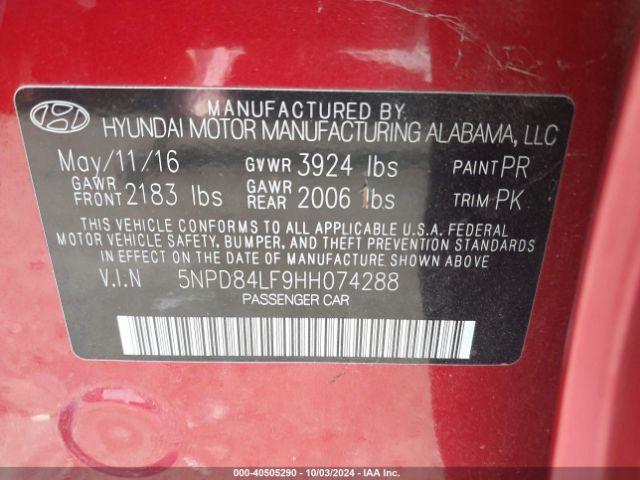 MANUFACTURED BY
HYUNDAI MOTOR MANUFACTURING ALABAMA, LLC
May/11/16 GVWR 3924 lbs PAINT PR
GAWR FRONT 2183 lbs GAWR REAR 2006 lbs TRIM PK
THIS VEHICLE CONFORMS TO ALL APPLICABLE U.S.A. FEDERAL
MOTOR VEHICLE SAFETY, BUMPER, AND THEFT PREVENTION STANDARDS
IN EFFECT ON THE DATE OF MANUFACTURE SHOWN ABOVE.
V.I.N 5NPD84LF9HH074288
PASSENGER CAR
000-40505290 - 10/03/2024 - IAA Inc.